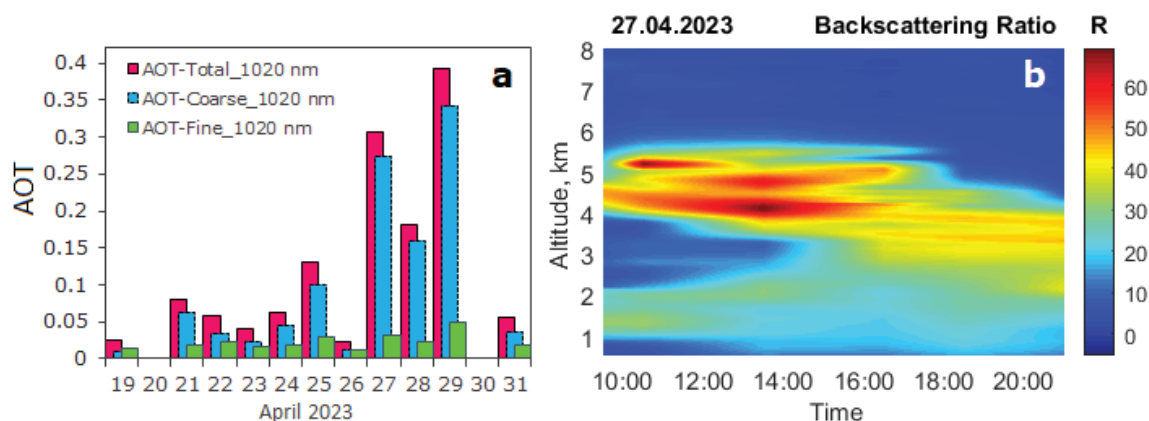 0.4
0.35
0.3
0.25
0.2
0.15
0.1
0.05
0
AOT
AOT-Total_1020 nm
AOT-Coarse_1020 nm
AOT-Fine_1020 nm
a
19 20 21 22 23 24 25 26 27 28 29 30 31
April 2023
27.04.2023 Backscattering Ratio R
b
8
7
6
5
4
3
2
1
Altitude, km
10:00 12:00 14:00 16:00 18:00 20:00
Time
60
50
40
30
20
10
0